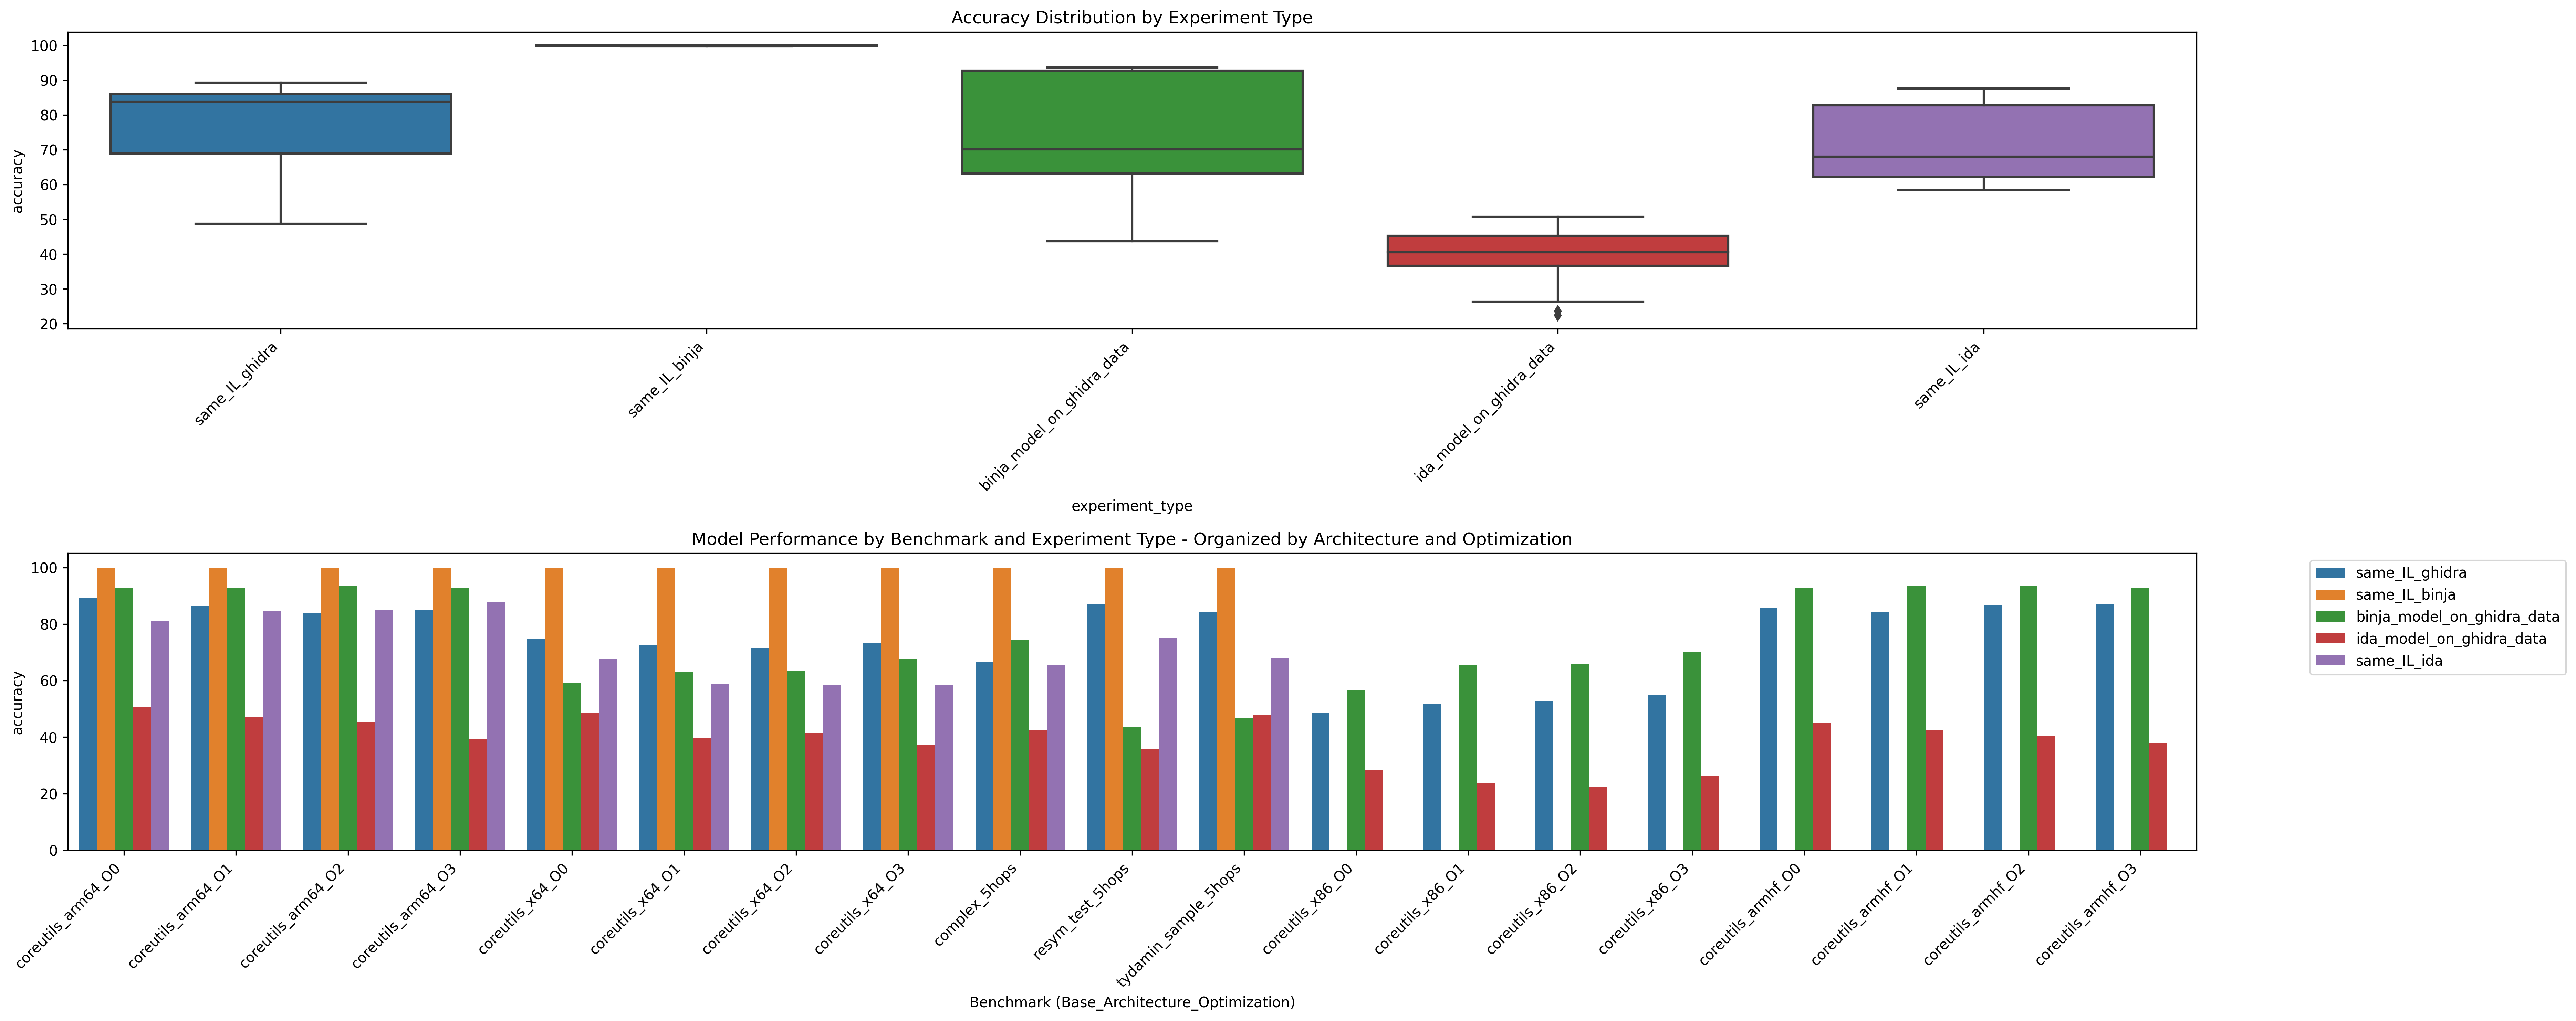 Accuracy Distribution by Experiment Type
100
90
80
70
60
50
40
30
20
accuracy
same_IL_ghidra
same_IL_binja
binja_model_on_ghidra_data
ida_model_on_ghidra_data
same_IL_ida
experiment_type
Model Performance by Benchmark and Experiment Type - Organized by Architecture and Optimization
100
80
60
40
20
0
accuracy
coreutils_arm64_O0
coreutils_arm64_O1
coreutils_arm64_O2
coreutils_arm64_O3
coreutils_x64_O0
coreutils_x64_O1
coreutils_x64_O2
coreutils_x64_O3
complex_5hops
resym_test_5hops
tydamin_sample_5hops
coreutils_x86_O0
coreutils_x86_O1
coreutils_x86_O2
coreutils_x86_O3
coreutils_armhf_O0
coreutils_armhf_O1
coreutils_armhf_O2
coreutils_armhf_O3
Benchmark (Base_Architecture_Optimization)
same_IL_ghidra
same_IL_binja
binja_model_on_ghidra_data
ida_model_on_ghidra_data
same_IL_ida